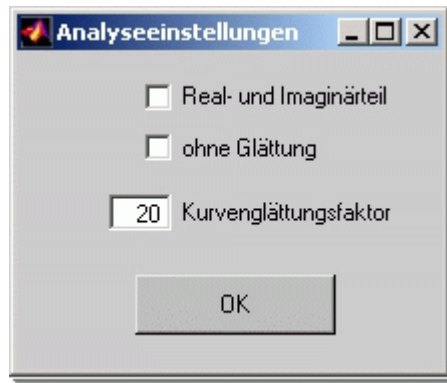 Analyseeinstellungen
Real- und Imaginärteil
ohne Glättung
20 Kurvenglättungsfaktor
OK